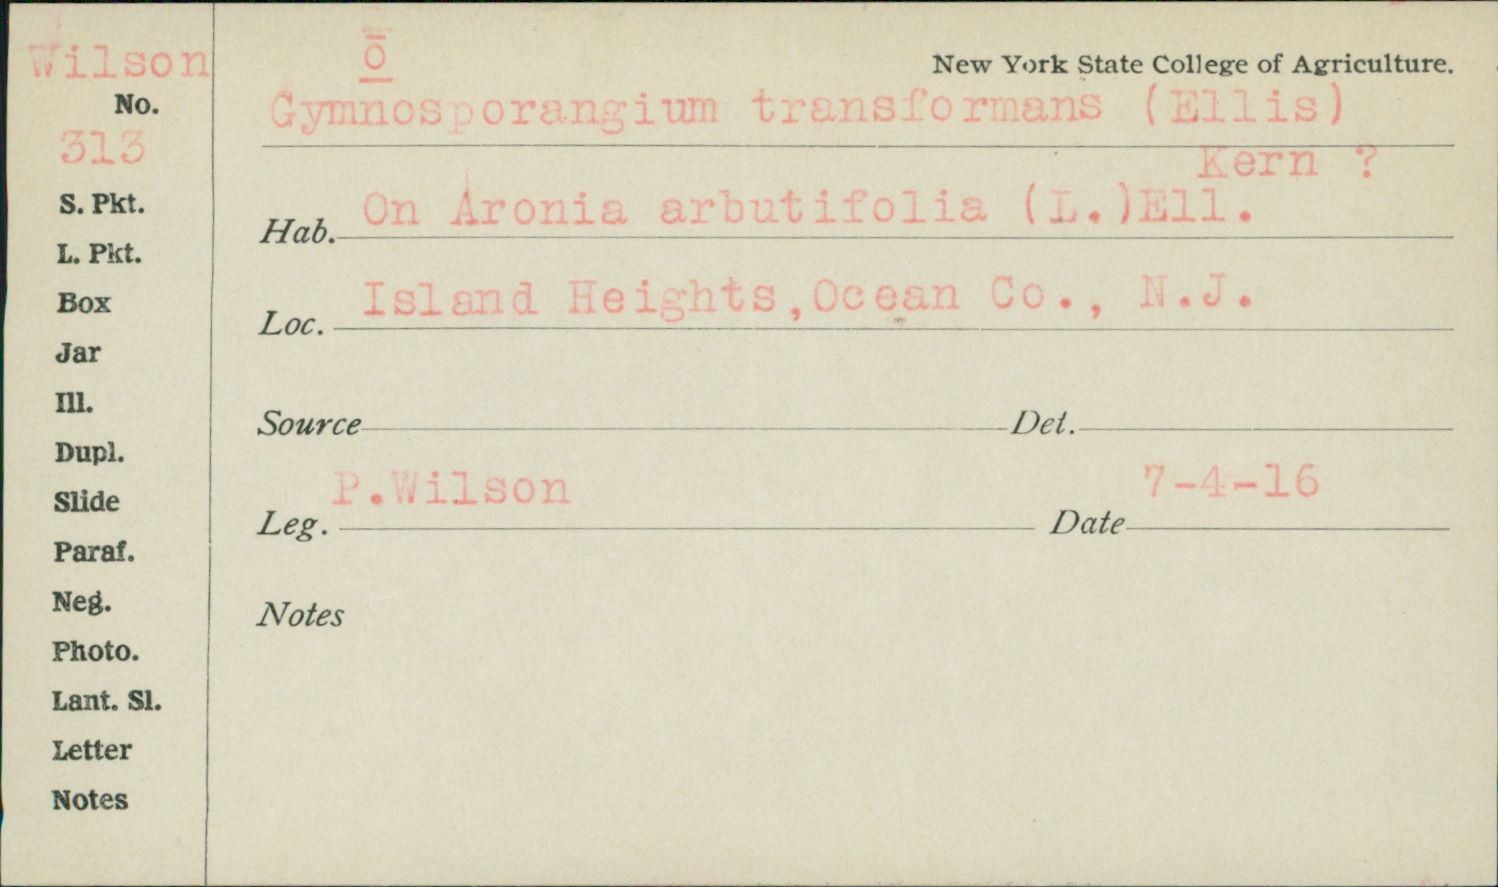 Wilson
No.
313
S. Pkt.
L. Pkt.
Box
Jar
Ill.
Dupl.
Slide
Paraf.
Neg.
Photo.
Lant. Sl.
Letter
Notes
O
New York State College of Agriculture.
Gymnosporangium transformans (Ellis)
Kern ?
Hab. On Aronia arbutifolia (L.)Ell.
Loc. Island Heights,Ocean Co., N.J.
Source Det.
Leg. P.Wilson Date 7-4-16
Notes